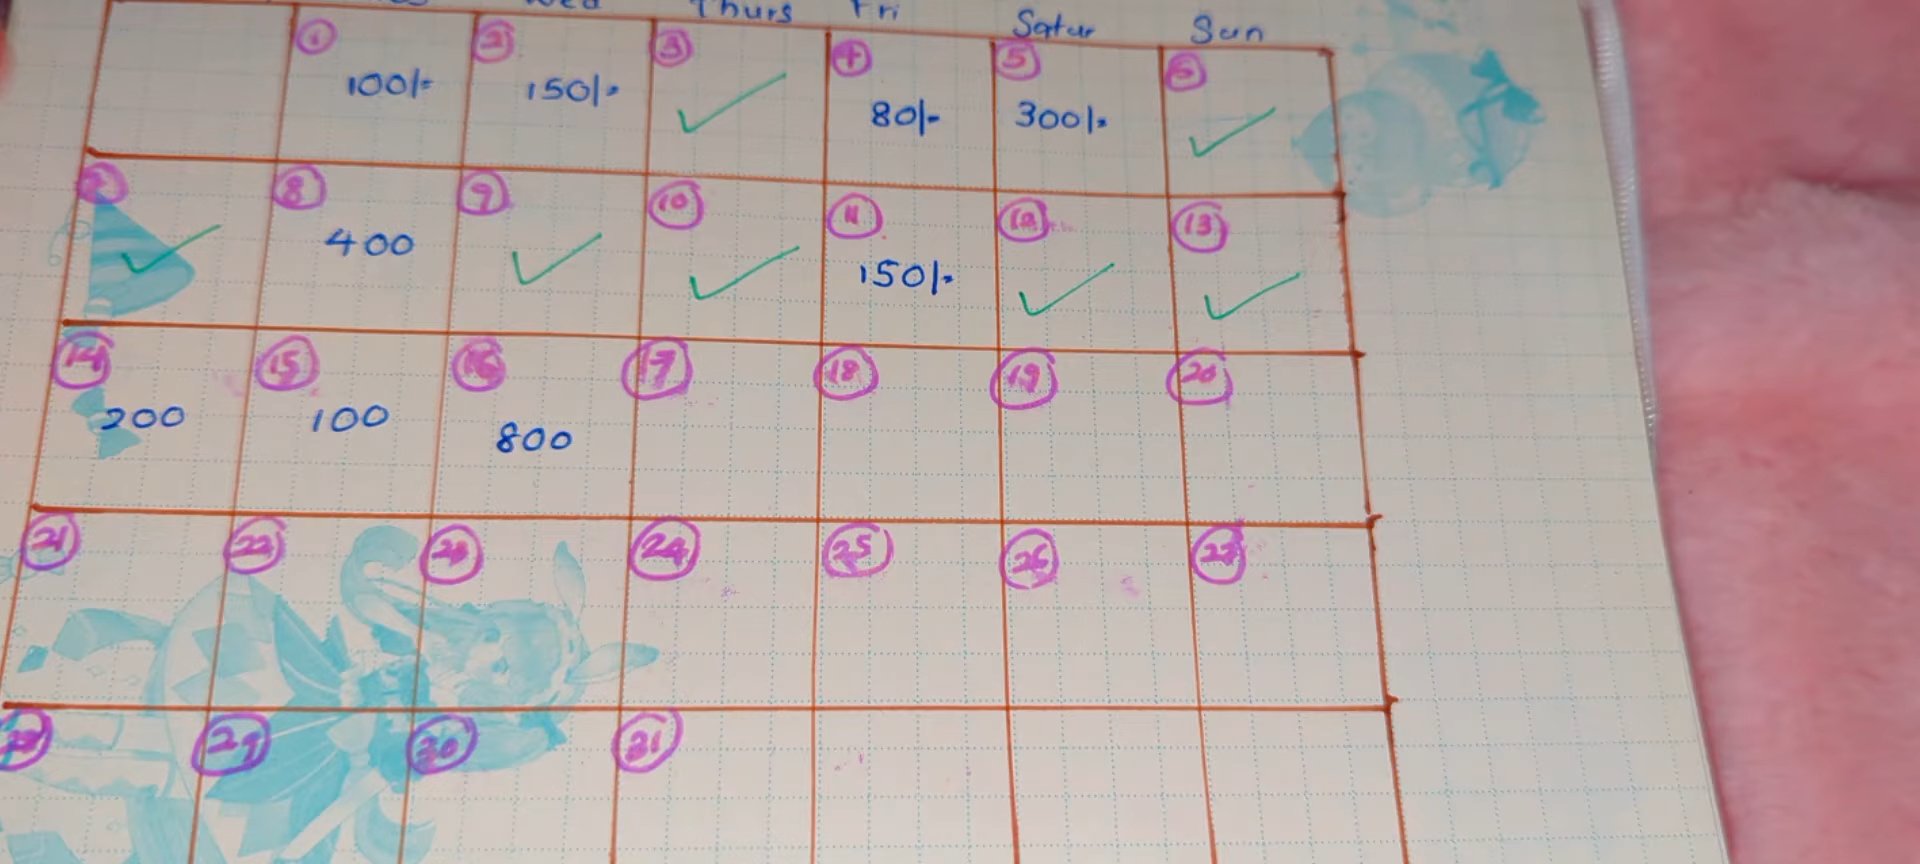 Wed Thurs Fri Satur Sun
1 2 3 4 5 6
100/- 150/- ✓ 80/- 300/- ✓
7 8 9 10 11 12 13
✓ 400 ✓ ✓ 150/- ✓ ✓
14 15 16 17 18 19 20
200 100 800
21 22 23 24 25 26 27
28 29 30 31